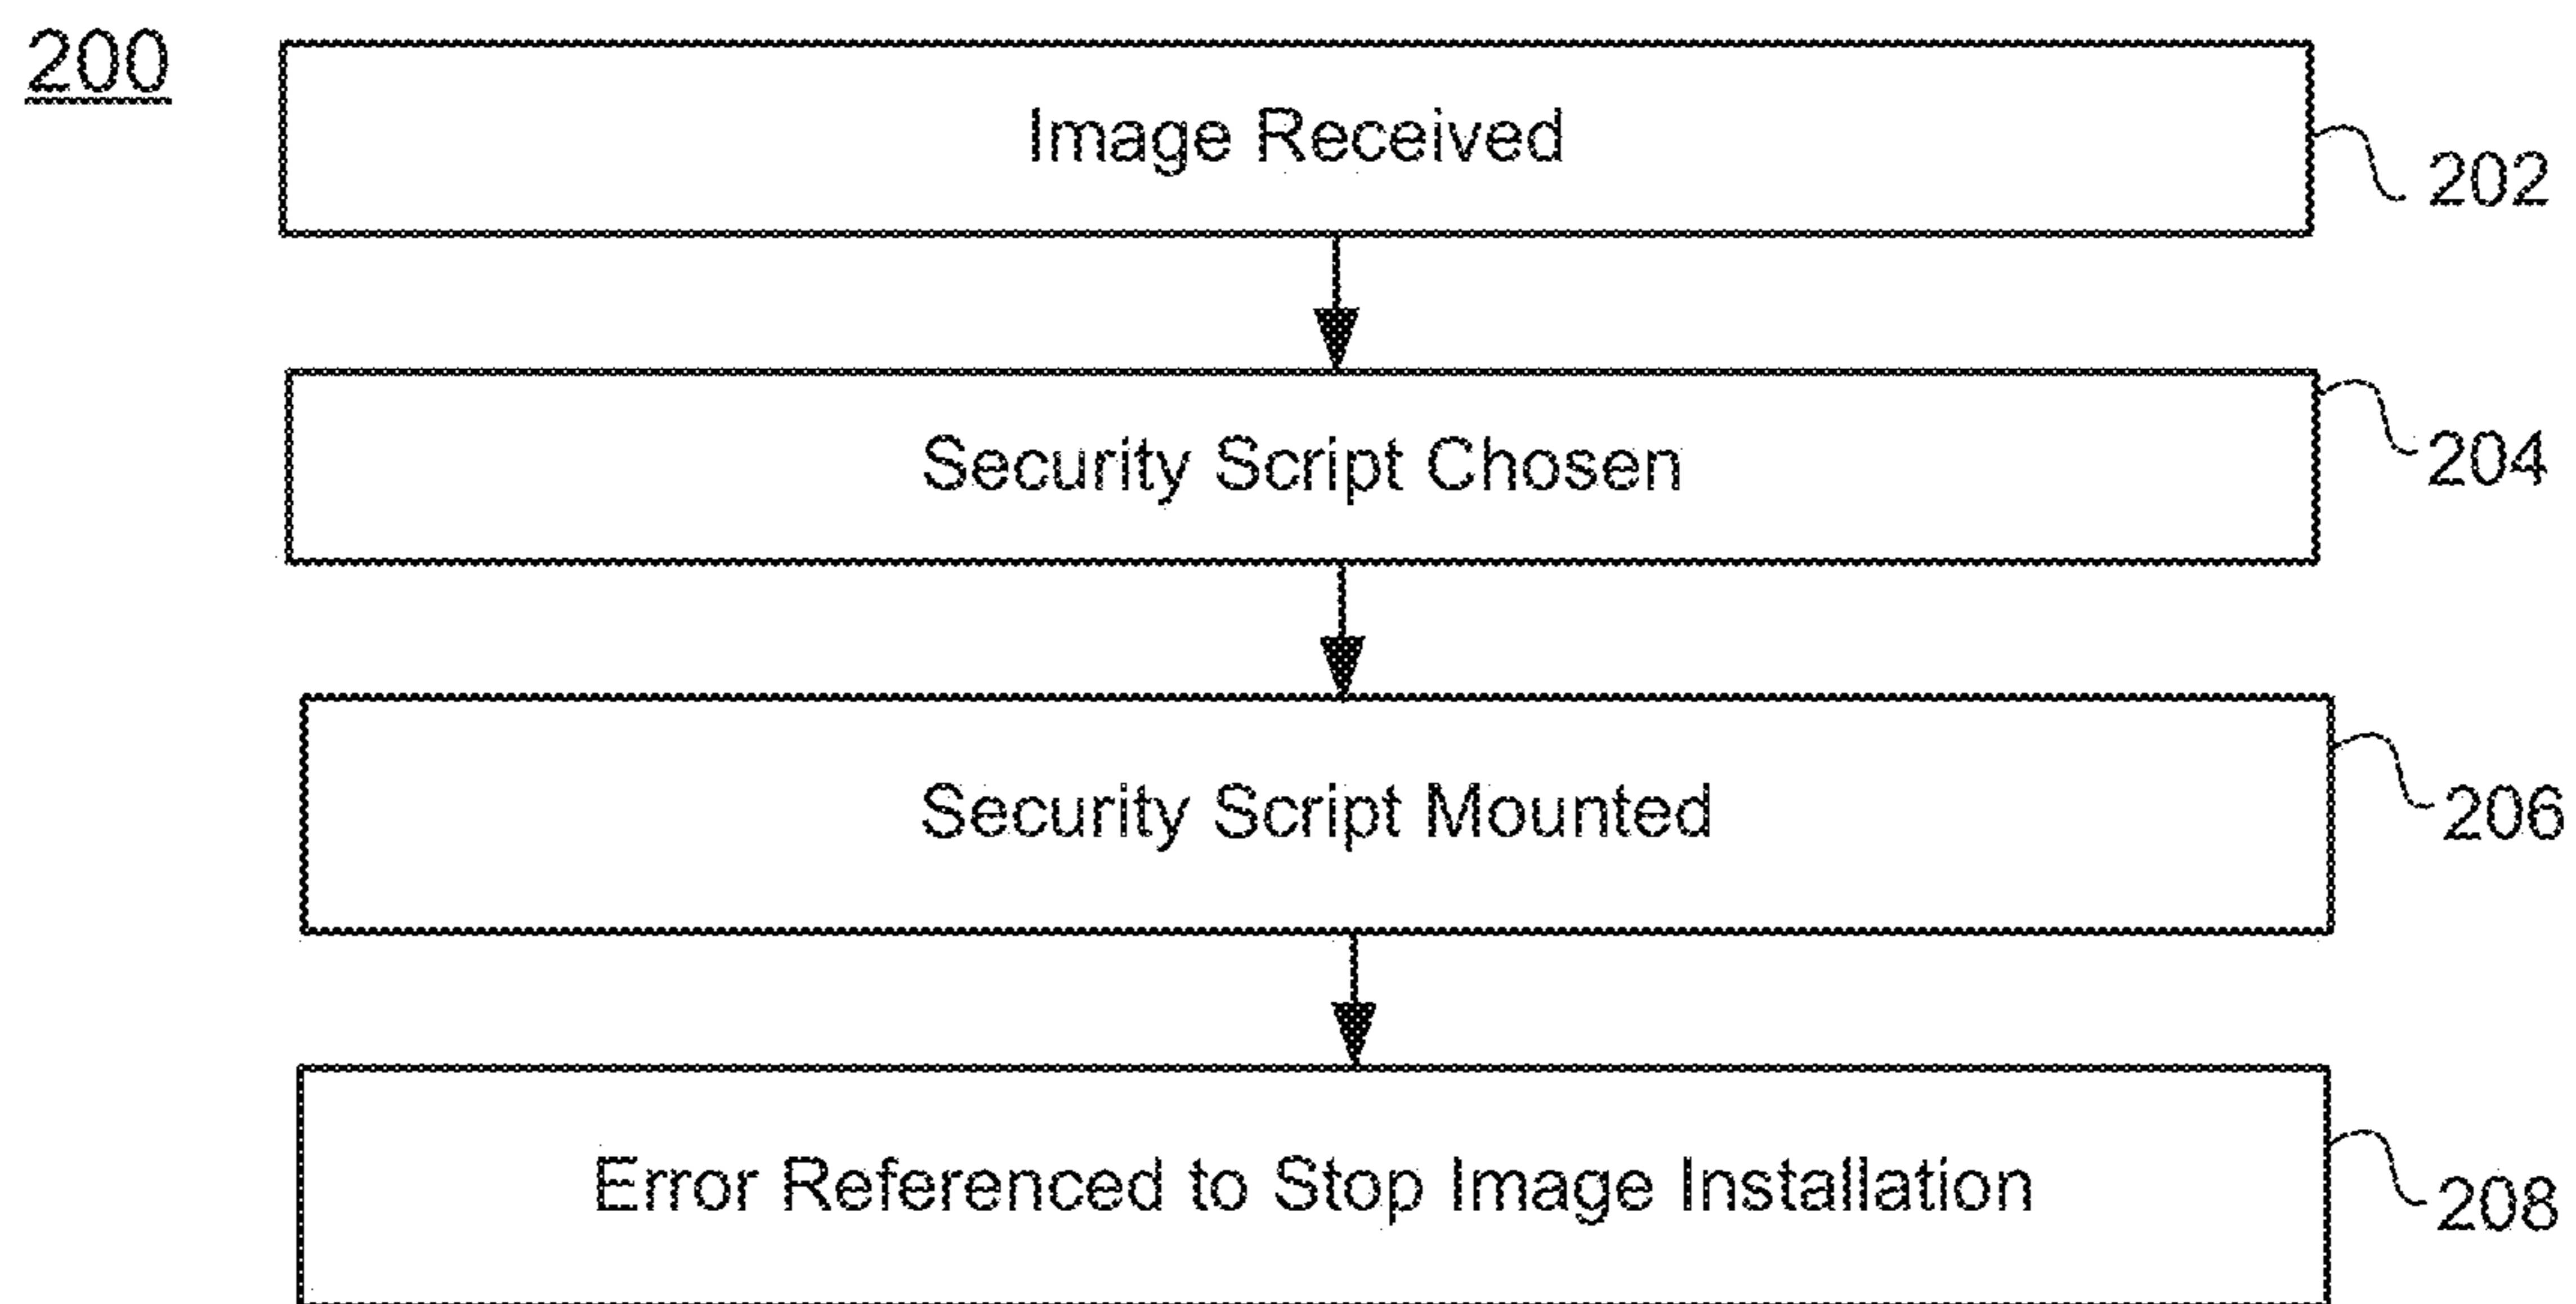 200
Image Received
202
Security Script Chosen
204
Security Script Mounted
206
Error Referenced to Stop Image Installation
208